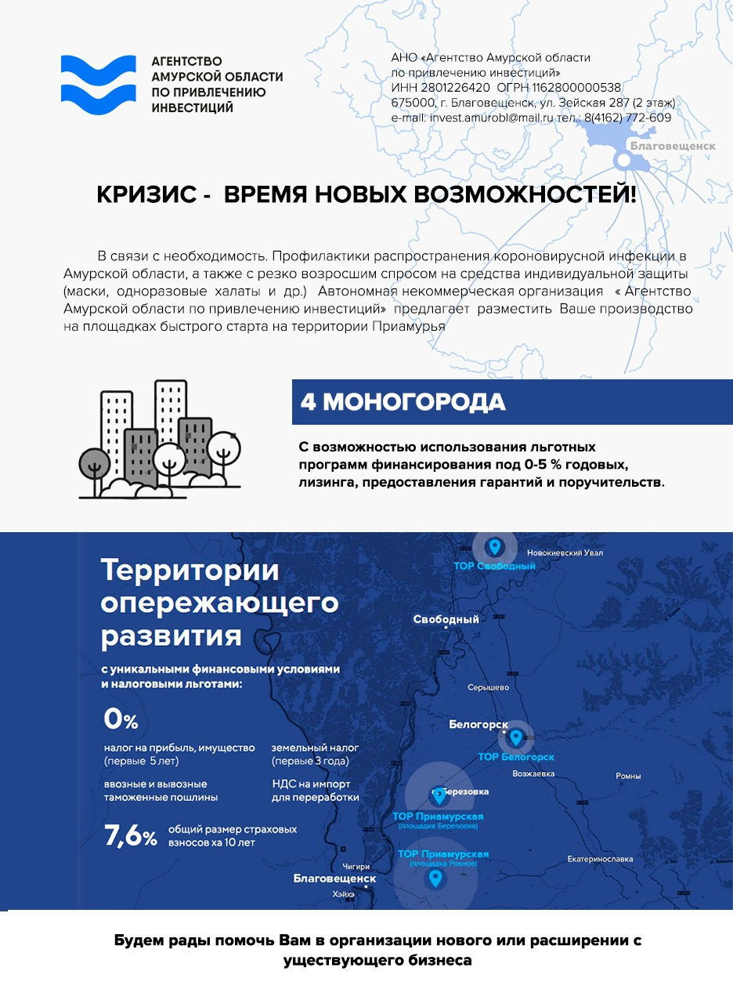 АГЕНТСТВО
АМУРСКОЙ ОБЛАСТИ
ПО ПРИВЛЕЧЕНИЮ
ИНВЕСТИЦИЙ
АНО «Агентство Амурской области
по привлечению инвестиций»
ИНН 2801226420 ОГРН 1162800000538
675000, г. Благовещенск, ул. Зейская 287 (2 этаж)
e-mail: invest.amurobl@mail.ru тел.: 8(4162) 772-609
Благовещенск
КРИЗИС - ВРЕМЯ НОВЫХ ВОЗМОЖНОСТЕЙ!
В связи с необходимость. Профилактики распространения короновирусной инфекции в
Амурской области, а также с резко возросшим спросом на средства индивидуальной защиты
(маски, одноразовые халаты и др.) Автономная некоммерческая организация « Агентство
Амурской области по привлечению инвестиций» предлагает разместить Ваше производство
на площадках быстрого старта на территории Приамурья
4 МОНОГОРОДА
С возможностью использования льготных
программ финансирования под 0-5 % годовых,
лизинга, предоставления гарантий и поручительств.
Территории
опережающего
развития
с уникальными финансовыми условиями
и налоговыми льготами:
0%
налог на прибыль, имущество
(первые 5 лет)
земельный налог
(первые 3 года)
ввозные и вывозные
таможенные пошлины
НДС на импорт
для переработки
7,6%
общий размер страховых
взносов ха 10 лет
Новокиевский Увал
ТОР Свободный
Свободный
Серышево
Белогорск
ТОР Белогорск
Возжаевка
Ромны
с. Березовка
ТОР Приамурская
(площадка Березовка)
ТОР Приамурская
(площадка Ровное)
Екатеринославка
Чигири
Благовещенск
Хэйхэ
Будем рады помочь Вам в организации нового или расширении с
уществующего бизнеса